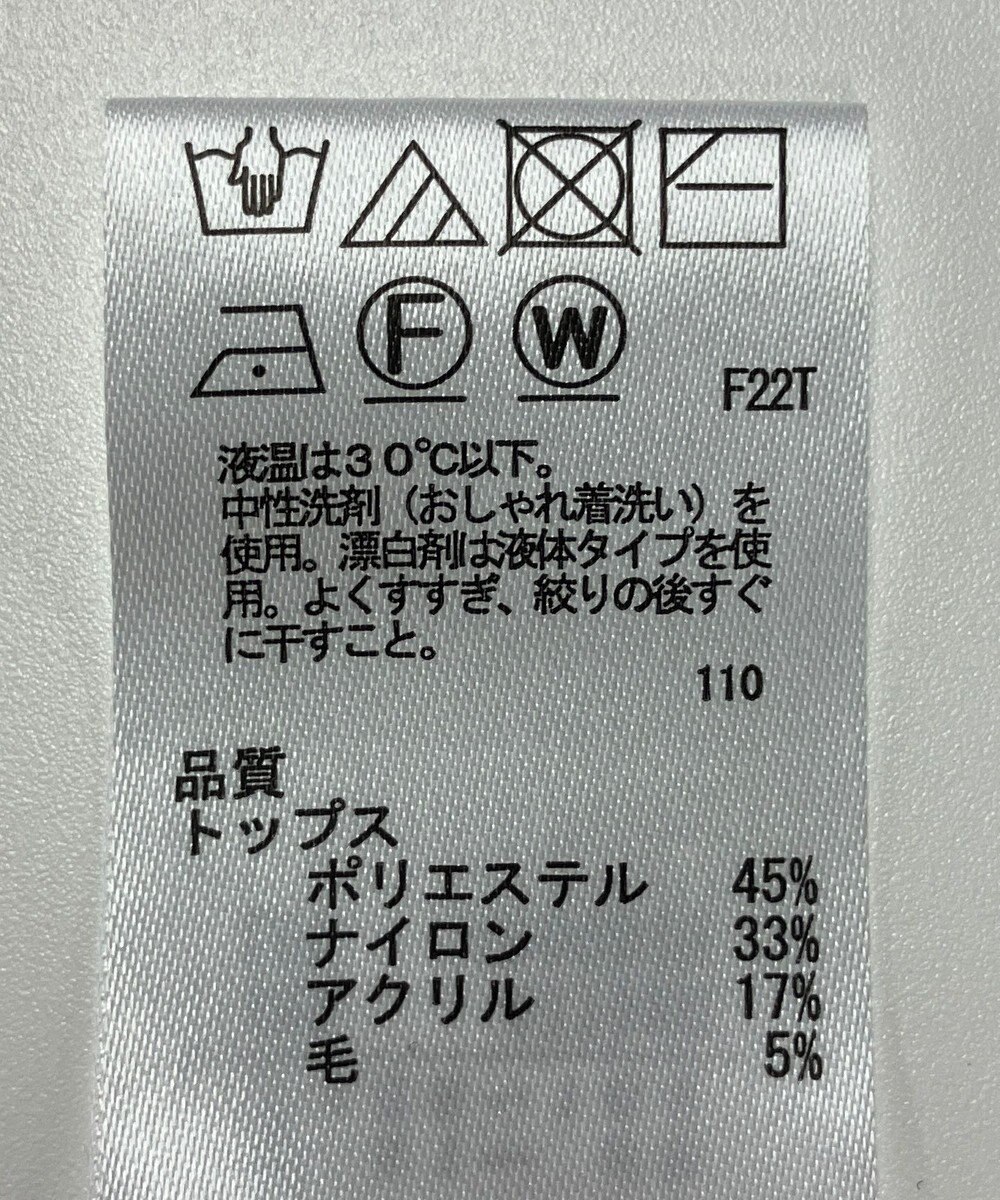 F W
F22T
液温は30℃以下。
中性洗剤（おしゃれ着洗い）を
使用。漂白剤は液体タイプを使
用。よくすすぎ、絞りの後すぐ
に干すこと。
110
品質
トップス
ポリエステル 45%
ナイロン 33%
アクリル 17%
毛 5%